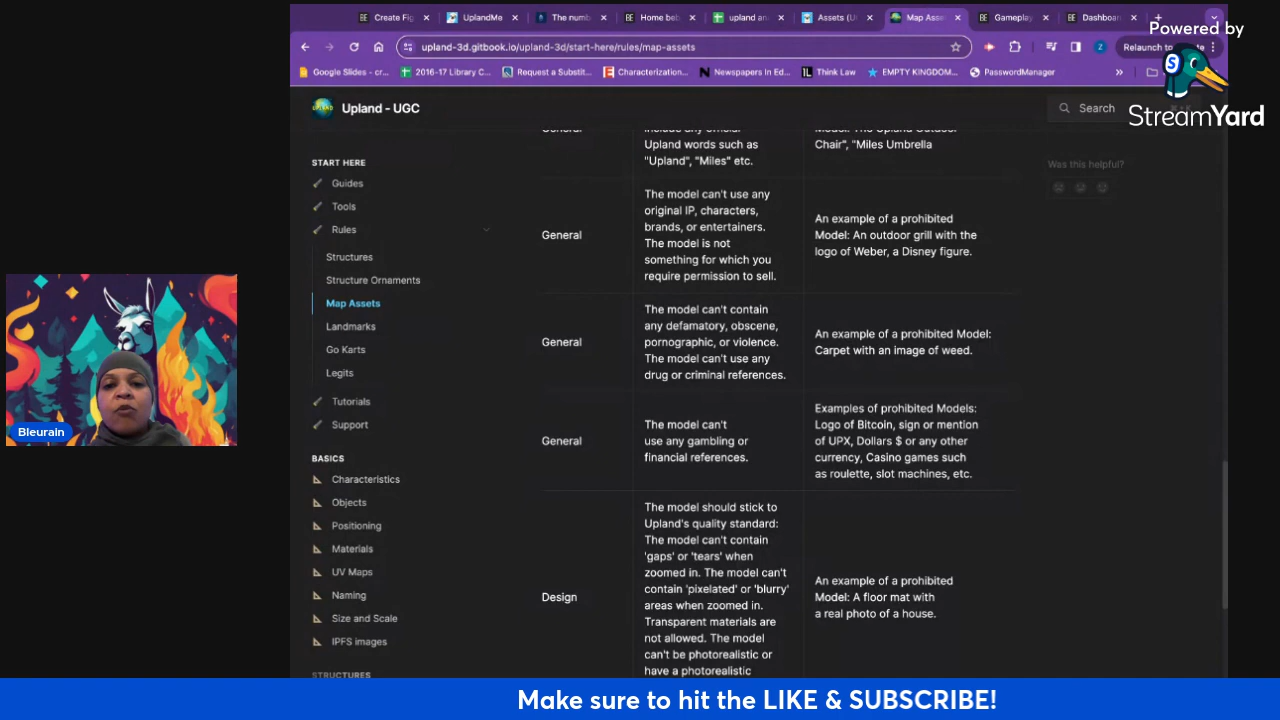 BE Create Fig
UplandMe
The numb
BE Home beb
upland an
Assets (U
Map Asse
BE Gameplay
BE Dashboar
Powered by
upland-3d.gitbook.io/upland-3d/start-here/rules/map-assets
Z
Relaunch to
Google Slides - cr...
2016-17 Library C...
Request a Substit...
Characterization...
Newspapers In Ed...
Think Law
EMPTY KINGDOM...
PasswordManager
StreamYard
Upland - UGC
Search
START HERE
Guides
Tools
Rules
Structures
Structure Ornaments
Map Assets
Landmarks
Go Karts
Legits
Tutorials
Support
BASICS
Characteristics
Objects
Positioning
Materials
UV Maps
Naming
Size and Scale
IPFS images
STRUCTURES
General
Upland words such as
"Upland", "Miles" etc.
Model: The Upland Outdoor
Chair", "Miles Umbrella
General
The model can't use any
original IP, characters,
brands, or entertainers.
The model is not
something for which you
require permission to sell.
An example of a prohibited
Model: An outdoor grill with the
logo of Weber, a Disney figure.
General
The model can't contain
any defamatory, obscene,
pornographic, or violence.
The model can't use any
drug or criminal references.
An example of a prohibited Model:
Carpet with an image of weed.
General
The model can't
use any gambling or
financial references.
Examples of prohibited Models:
Logo of Bitcoin, sign or mention
of UPX, Dollars $ or any other
currency, Casino games such
as roulette, slot machines, etc.
Design
The model should stick to
Upland's quality standard:
The model can't contain
'gaps' or 'tears' when
zoomed in. The model can't
contain 'pixelated' or 'blurry'
areas when zoomed in.
Transparent materials are
not allowed. The model
can't be photorealistic or
have a photorealistic
An example of a prohibited
Model: A floor mat with
a real photo of a house.
Was this helpful?
Bleurain
Make sure to hit the LIKE & SUBSCRIBE!